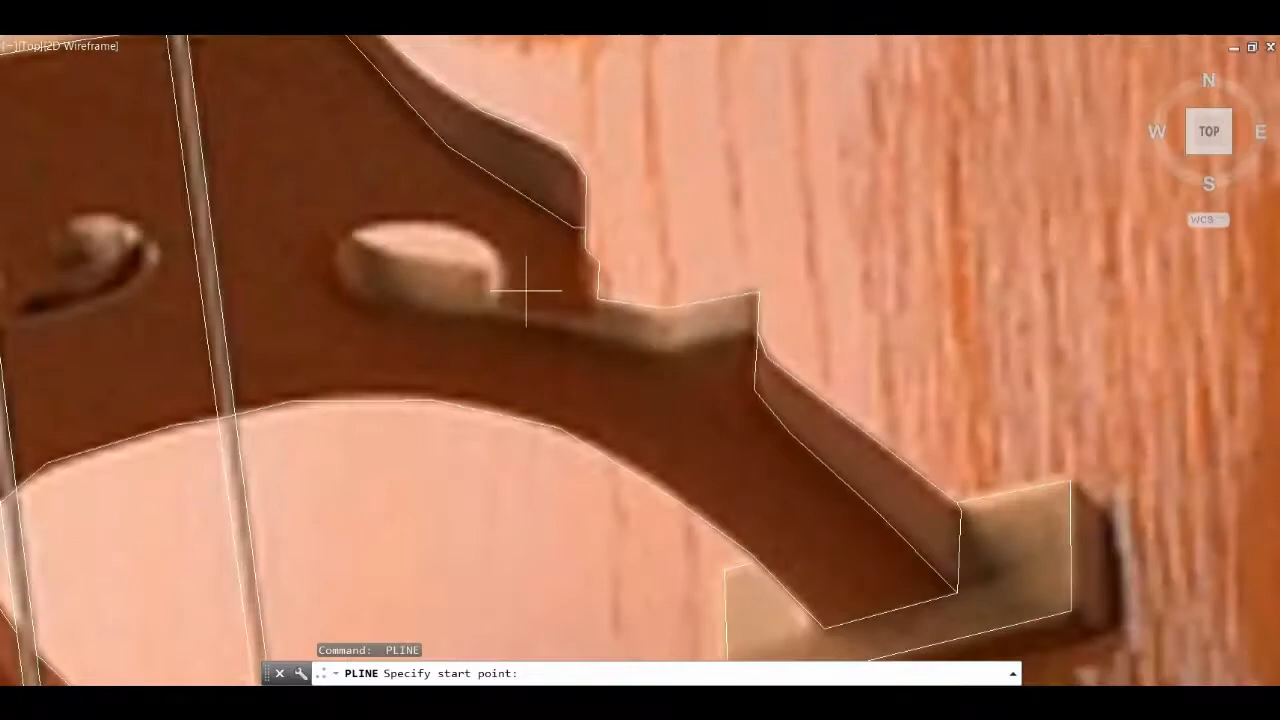 [−][Top][2D Wireframe]
N
W
TOP
E
S
WCS
Command: PLINE
PLINE Specify start point: